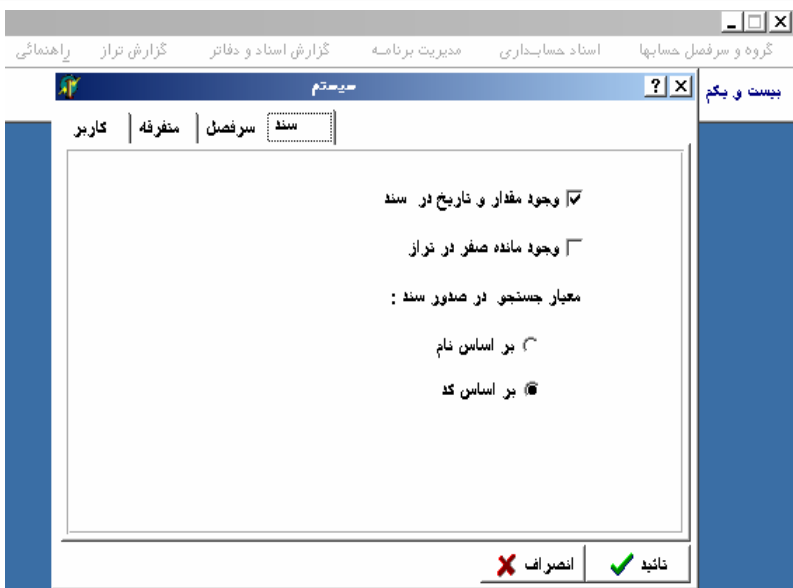 گروه و سرفصل حسابها اسناد حسابداری مدیریت برنامه گزارش اسناد و دفاتر گزارش تراز راهنمائی
بیست و یکم
سیستم
سند سرفصل متفرقه کاربر
وجود مقدار و تاریخ در سند
وجود مانده صفر در تراز
معیار جستجو در صدور سند :
بر اساس نام
بر اساس کد
تائید انصراف